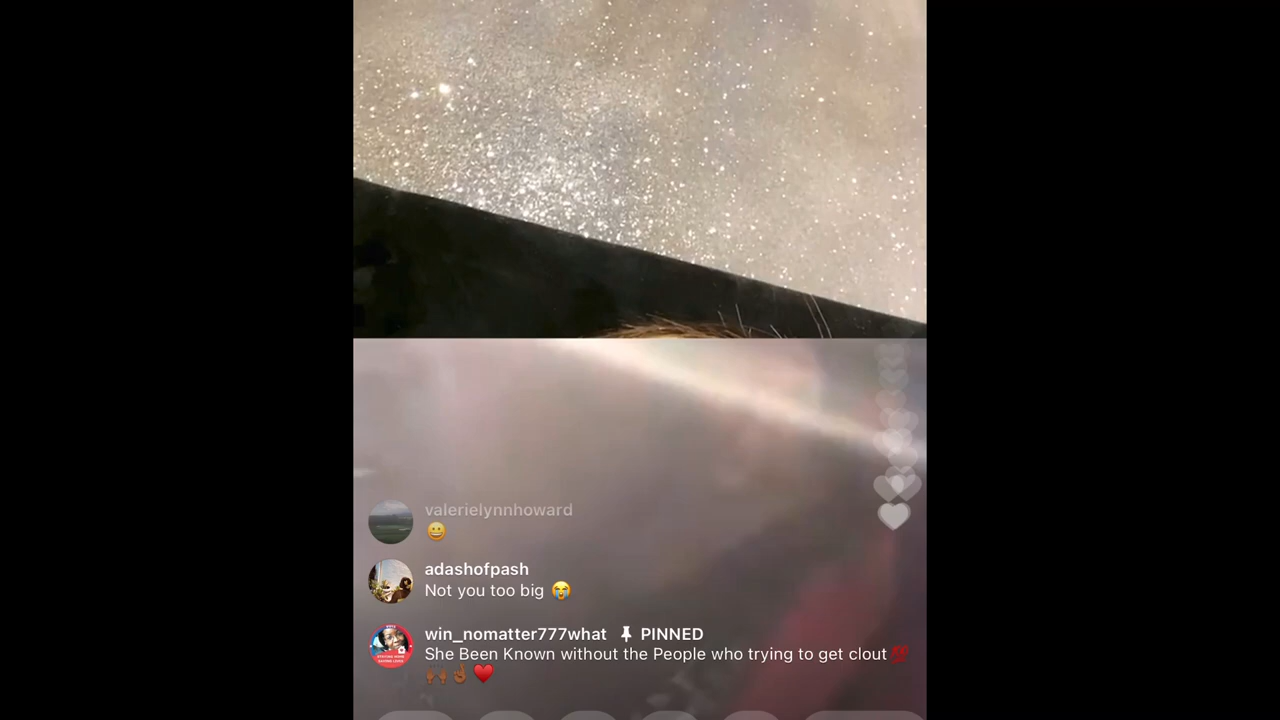 valerielynnhoward
😀
adashofpash
Not you too big 😭
win_nomatter777what 📌 PINNED
She Been Known without the People who trying to get clout 💯
🙌🏾🤞🏾❤️